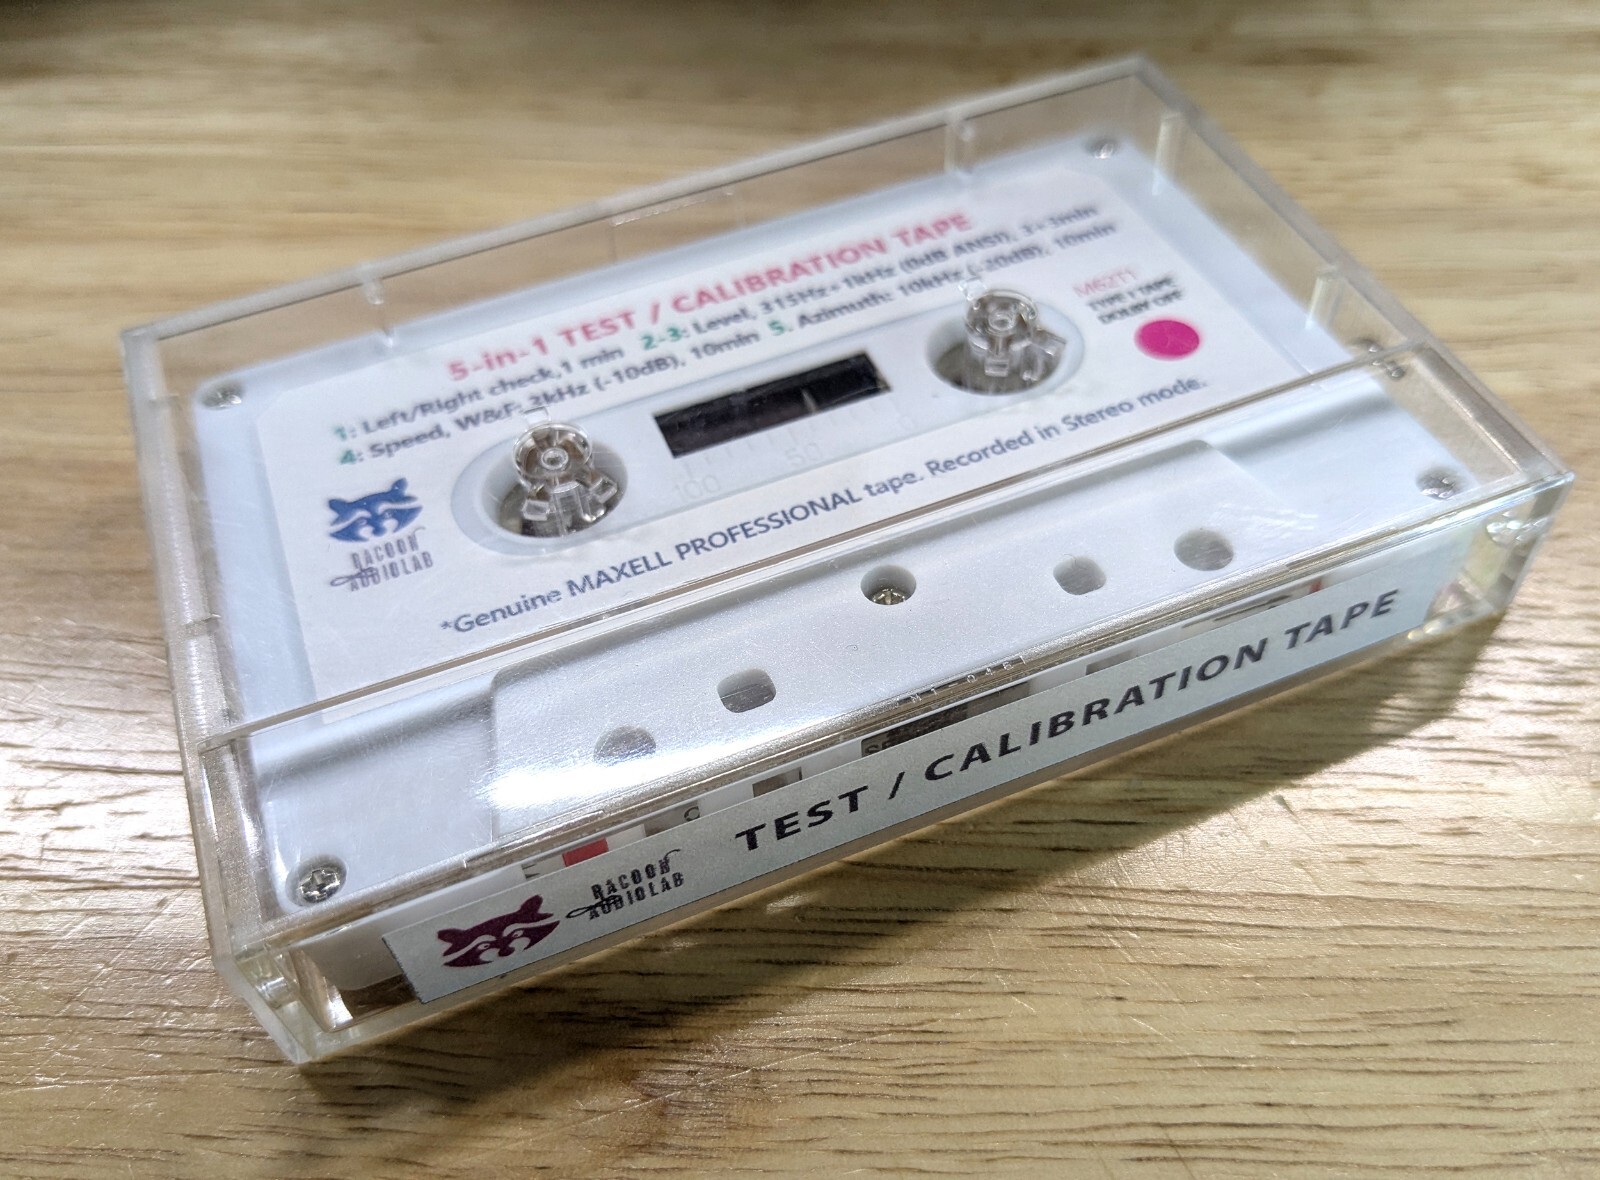 5-in-1 TEST / CALIBRATION TAPE
1: Left/Right check,1 min 2-3: Level, 315Hz+1kHz (0dB ANSI), 3+3min
4: Speed, W&F: 3kHz (-10dB), 10min 5. Azimuth: 10kHz (-20dB), 10min
M62T1
TYPE I TAPE
DOLBY OFF
RACOON
AUDIOLAB
100
50
0
*Genuine MAXELL PROFESSIONAL tape. Recorded in Stereo mode.
RACOON
AUDIOLAB
TEST / CALIBRATION TAPE